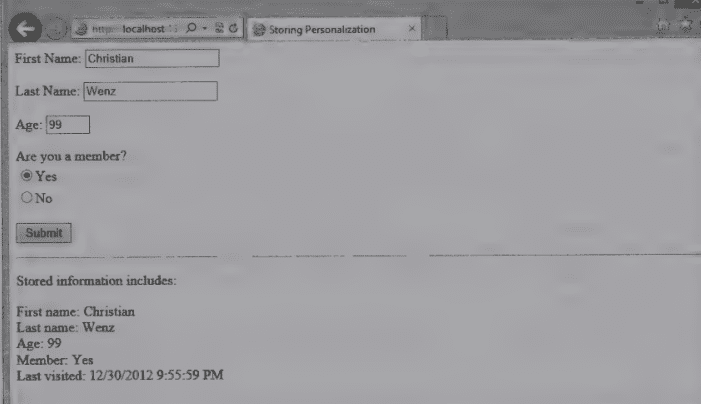 localhost
Storing Personalization
First Name: Christian
Last Name: Wenz
Age: 99
Are you a member?
Yes
No
Submit
Stored information includes:
First name: Christian
Last name: Wenz
Age: 99
Member: Yes
Last visited: 12/30/2012 9:55:59 PM